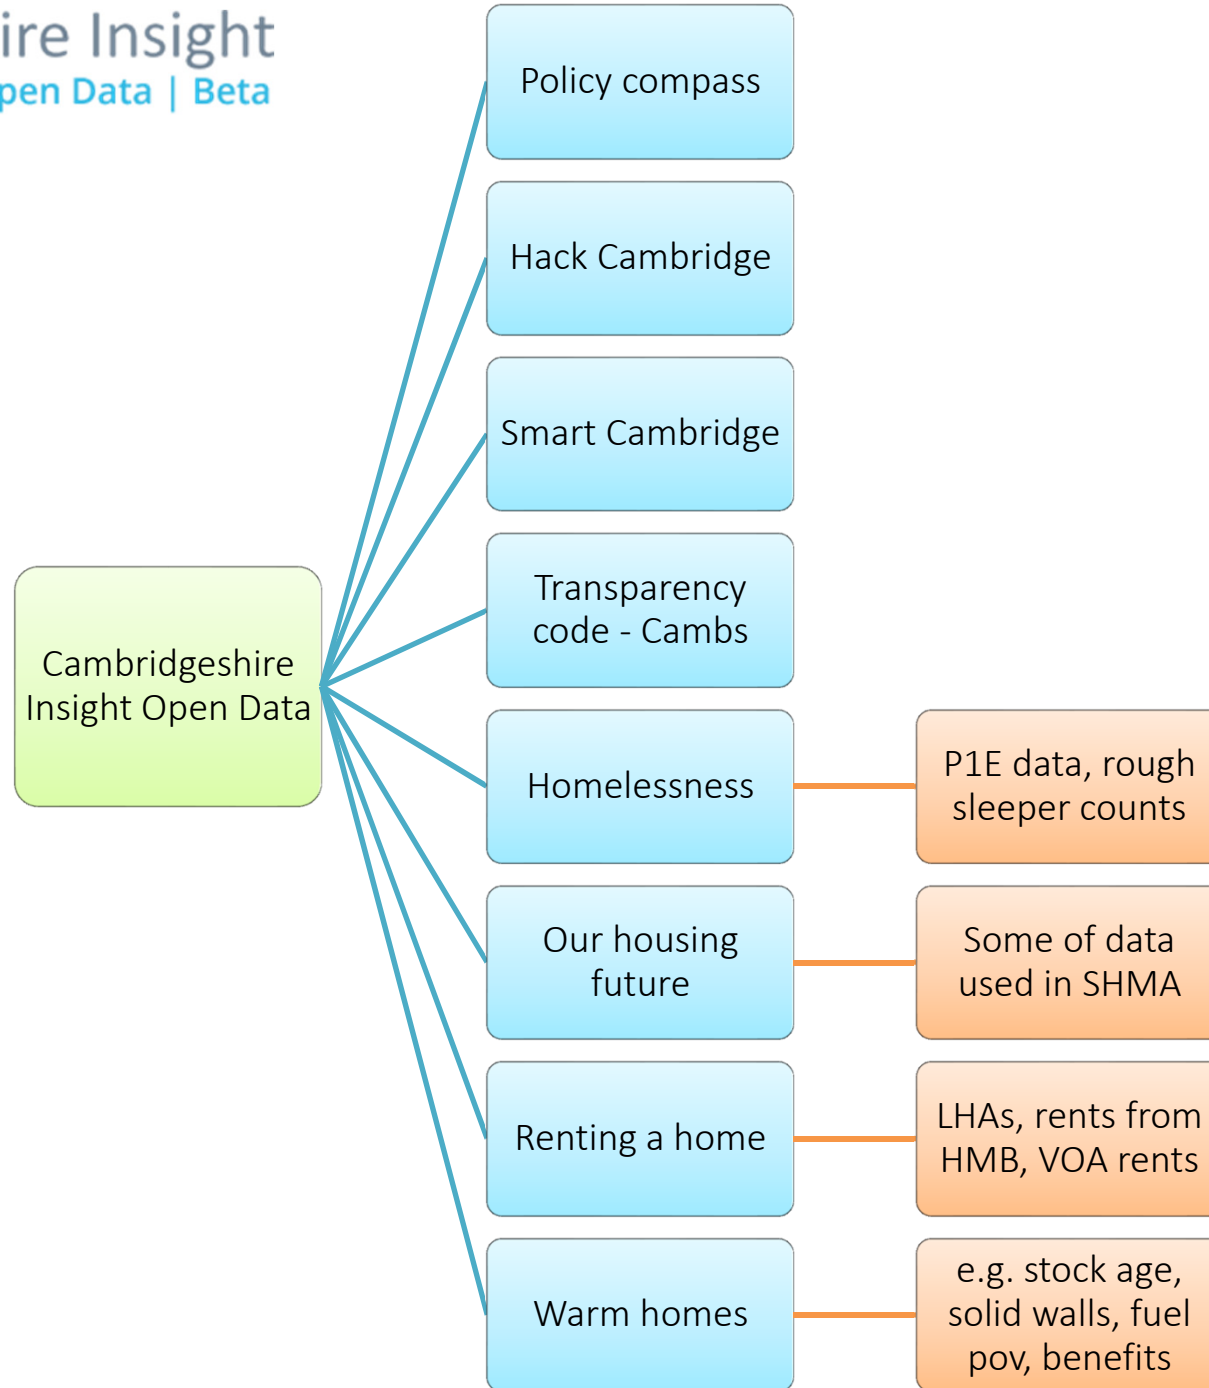 ire Insight
pen Data | Beta
Policy compass
Hack Cambridge
Smart Cambridge
Transparency
code - Cambs
Cambridgeshire
Insight Open Data
Homelessness
P1E data, rough
sleeper counts
Our housing
future
Some of data
used in SHMA
Renting a home
LHAs, rents from
HMB, VOA rents
Warm homes
e.g. stock age,
solid walls, fuel
pov, benefits